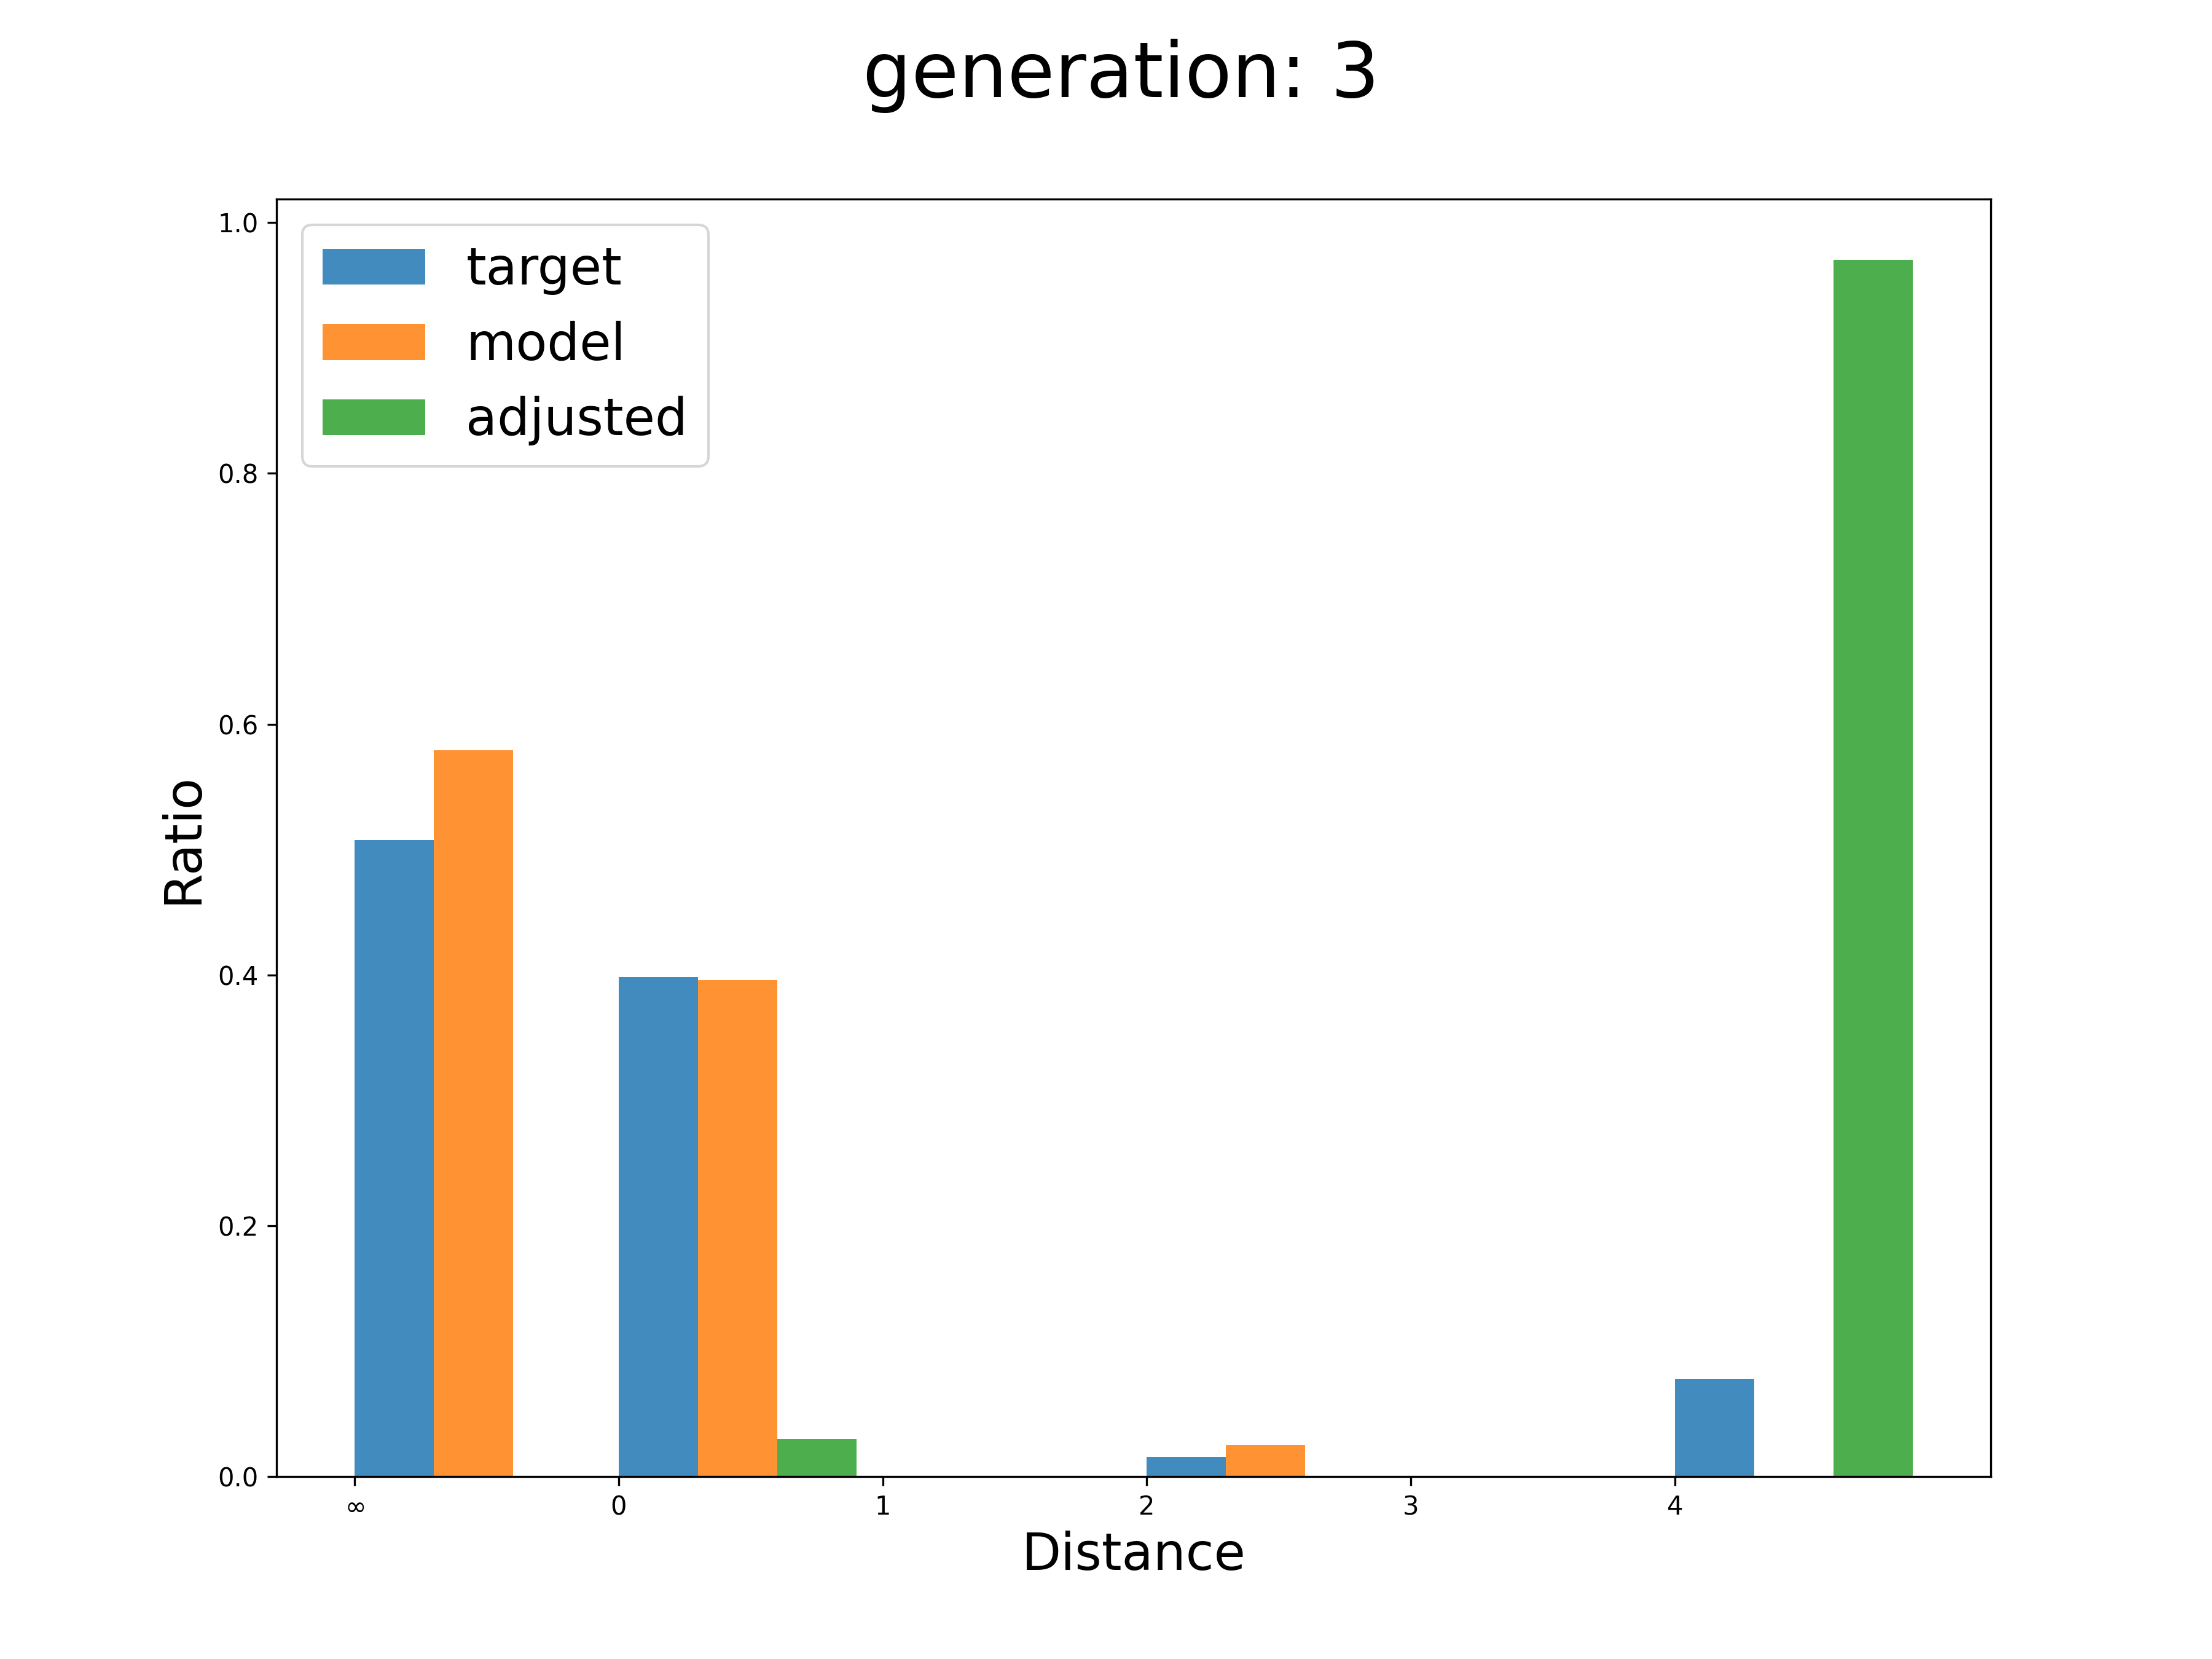 generation: 3
1.0
0.8
0.6
0.4
0.2
0.0
Ratio
target
model
adjusted
∞ 0 1 2 3 4
Distance